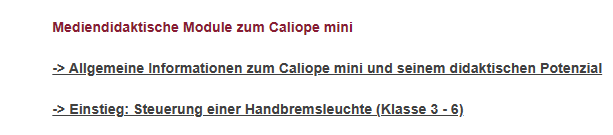 Mediendidaktische Module zum Caliope mini
-> Allgemeine Informationen zum Caliope mini und seinem didaktischen Potenzial
-> Einstieg: Steuerung einer Handbremsleuchte (Klasse 3 - 6)